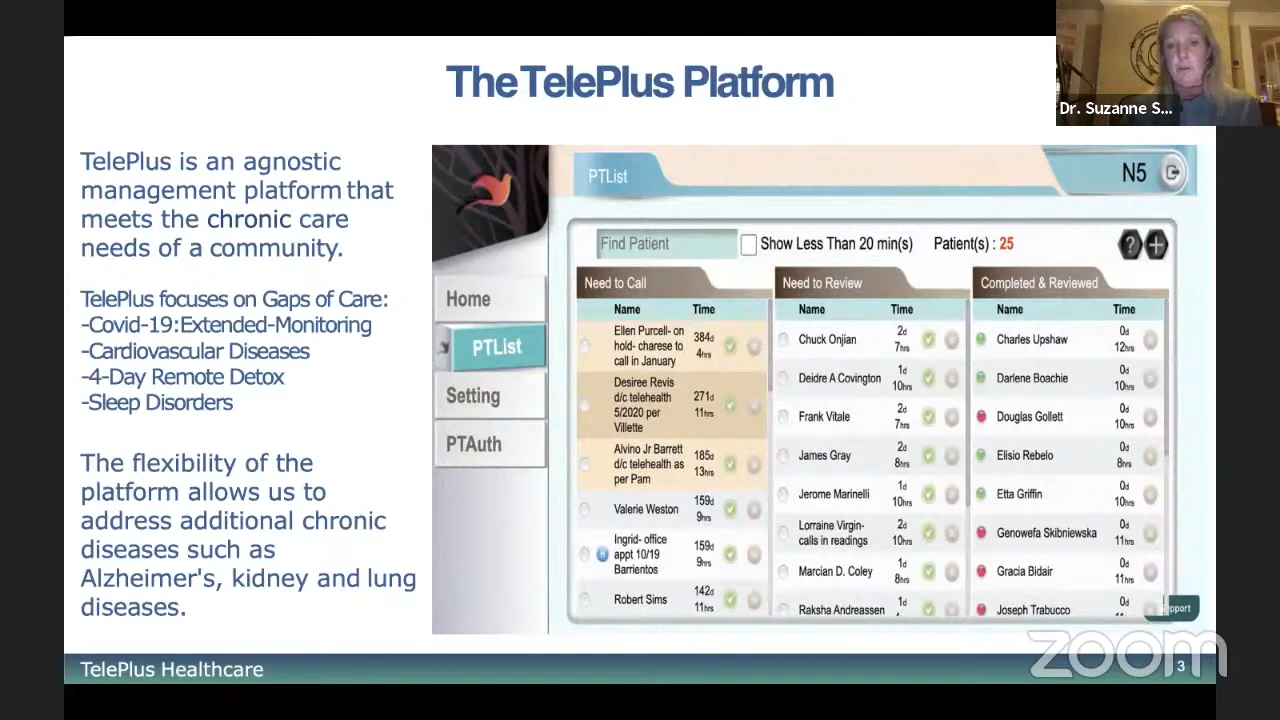 The TelePlus Platform
Dr. Suzanne S...
TelePlus is an agnostic
management platform that
meets the chronic care
needs of a community.
TelePlus focuses on Gaps of Care:
-Covid-19:Extended-Monitoring
-Cardiovascular Diseases
-4-Day Remote Detox
-Sleep Disorders
The flexibility of the
platform allows us to
address additional chronic
diseases such as
Alzheimer's, kidney and lung
diseases.
Home
PTList
Setting
PTAuth
PTList
N5
Find Patient
Show Less Than 20 min(s)
Patient(s) : 25
?
Need to Call
Name Time
Ellen Purcell- on
hold- charese to
call in January
384d
4hrs
Desiree Revis
d/c telehealth
5/2020 per
Villette
271d
11hrs
Alvino Jr Barrett
d/c telehealth as
per Pam
185d
13hrs
Valerie Weston
159d
9hrs
H
Ingrid- office
appt 10/19
Barrientos
159d
9hrs
Robert Sims
142d
11hrs
Need to Review
Name Time
Chuck Onjian
2d
7hrs
Deidre A Covington
1d
10hrs
Frank Vitale
2d
7hrs
James Gray
2d
8hrs
Jerome Marinelli
1d
10hrs
Lorraine Virgin-
calls in readings
2d
10hrs
Marcian D. Coley
1d
8hrs
Raksha Andreassen
1d
Completed & Reviewed
Name Time
Charles Upshaw
0d
12hrs
Darlene Boachie
0d
10hrs
Douglas Gollett
0d
10hrs
Elisio Rebelo
0d
8hrs
Etta Griffin
0d
10hrs
Genowefa Skibniewska
0d
11hrs
Gracia Bidair
0d
11hrs
Joseph Trabucco
0d
pport
TelePlus Healthcare
zoom
3